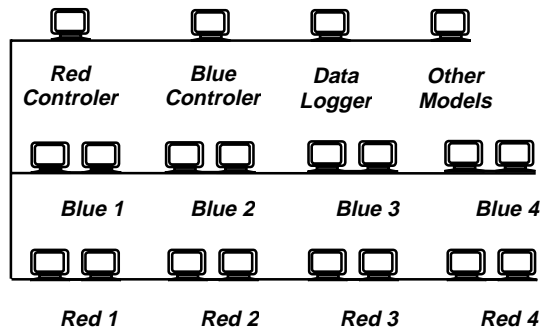 Red Blue Data Other
Controler Controler Logger Models
Blue 1 Blue 2 Blue 3 Blue 4
Red 1 Red 2 Red 3 Red 4